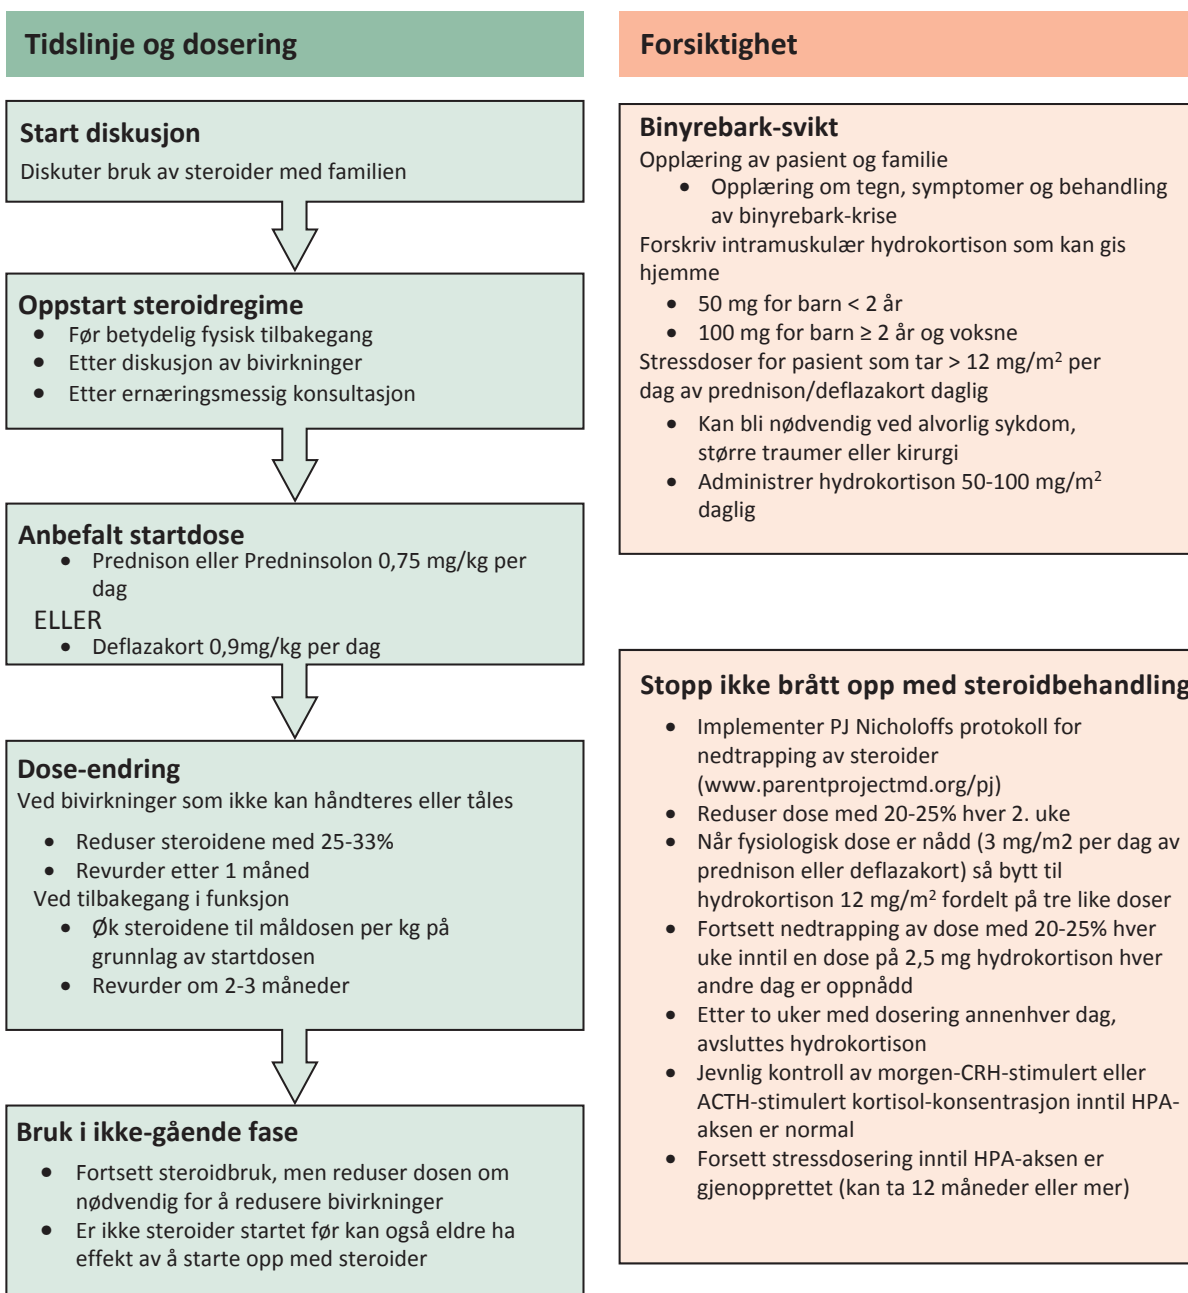 Tidslinje og dosering
Start diskusjon
Diskuter bruk av steroider med familien
Oppstart steroidregime
• Før betydelig fysisk tilbakegang
• Etter diskusjon av bivirkninger
• Etter ernæringsmessig konsultasjon
Anbefalt startdose
• Prednison eller Predninsolon 0,75 mg/kg per
dag
ELLER
• Deflazakort 0,9mg/kg per dag
Dose-endring
Ved bivirkninger som ikke kan håndteres eller tåles
• Reduser steroidene med 25-33%
• Revurder etter 1 måned
Ved tilbakegang i funksjon
• Øk steroidene til måldosen per kg på
grunnlag av startdosen
• Revurder om 2-3 måneder
Bruk i ikke-gående fase
• Fortsett steroidbruk, men reduser dosen om
nødvendig for å redusere bivirkninger
• Er ikke steroider startet før kan også eldre ha
effekt av å starte opp med steroider
Forsiktighet
Binyrebark-svikt
Opplæring av pasient og familie
• Opplæring om tegn, symptomer og behandling
av binyrebark-krise
Forskriv intramuskulær hydrokortison som kan gis
hjemme
• 50 mg for barn < 2 år
• 100 mg for barn ≥ 2 år og voksne
Stressdoser for pasient som tar > 12 mg/m² per
dag av prednison/deflazakort daglig
• Kan bli nødvendig ved alvorlig sykdom,
større traumer eller kirurgi
• Administrer hydrokortison 50-100 mg/m²
daglig
Stopp ikke brått opp med steroidbehandling
• Implementer PJ Nicholoffs protokoll for
nedtrapping av steroider
(www.parentprojectmd.org/pj)
• Reduser dose med 20-25% hver 2. uke
• Når fysiologisk dose er nådd (3 mg/m2 per dag av
prednison eller deflazakort) så bytt til
hydrokortison 12 mg/m² fordelt på tre like doser
• Fortsett nedtrapping av dose med 20-25% hver
uke inntil en dose på 2,5 mg hydrokortison hver
andre dag er oppnådd
• Etter to uker med dosering annenhver dag,
avsluttes hydrokortison
• Jevnlig kontroll av morgen-CRH-stimulert eller
ACTH-stimulert kortisol-konsentrasjon inntil HPA-
aksen er normal
• Forsett stressdosering inntil HPA-aksen er
gjenopprettet (kan ta 12 måneder eller mer)